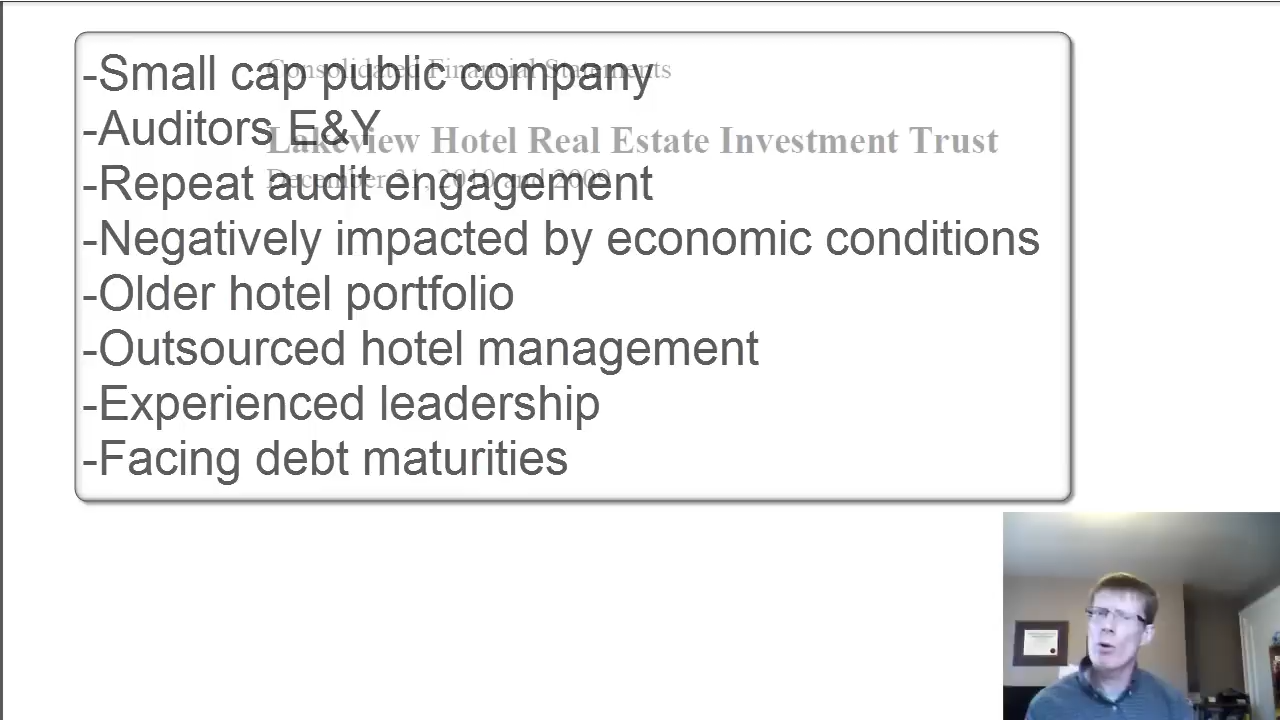 Consolidated Financial Statements
Lakeview Hotel Real Estate Investment Trust
December 31, 2010 and 2009
-Small cap public company
-Auditors E&Y
-Repeat audit engagement
-Negatively impacted by economic conditions
-Older hotel portfolio
-Outsourced hotel management
-Experienced leadership
-Facing debt maturities